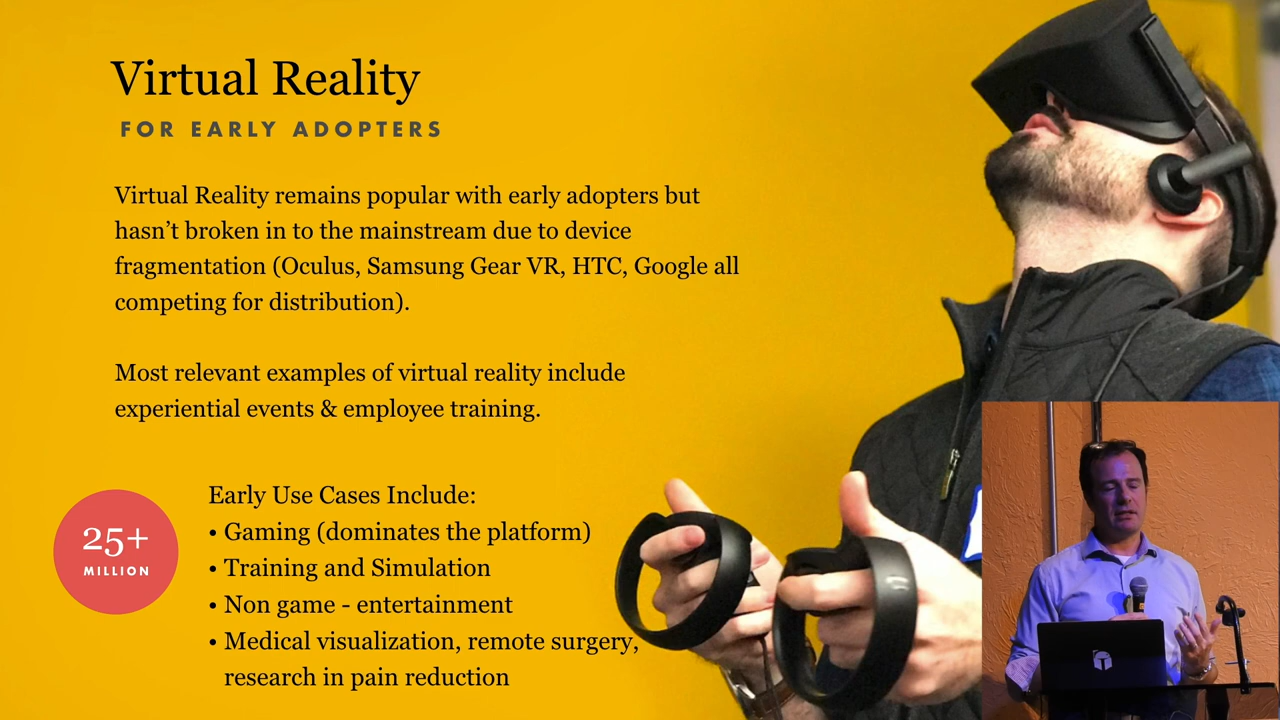 Virtual Reality
FOR EARLY ADOPTERS
Virtual Reality remains popular with early adopters but
hasn’t broken in to the mainstream due to device
fragmentation (Oculus, Samsung Gear VR, HTC, Google all
competing for distribution).
Most relevant examples of virtual reality include
experiential events & employee training.
25+
MILLION
Early Use Cases Include:
• Gaming (dominates the platform)
• Training and Simulation
• Non game - entertainment
• Medical visualization, remote surgery,
research in pain reduction